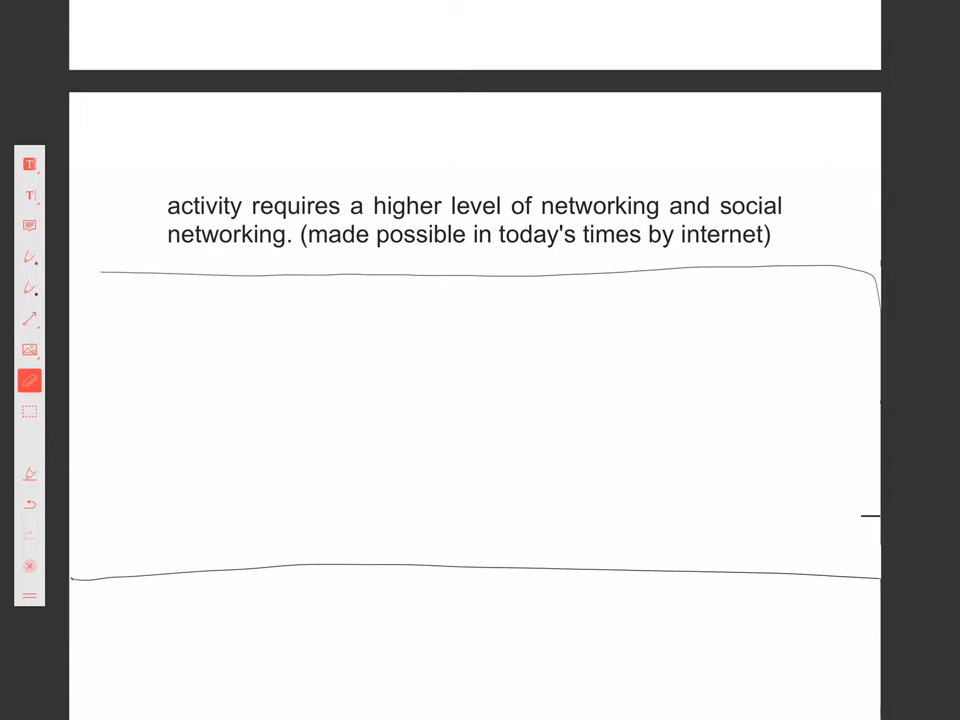 activity requires a higher level of networking and social
networking. (made possible in today's times by internet)